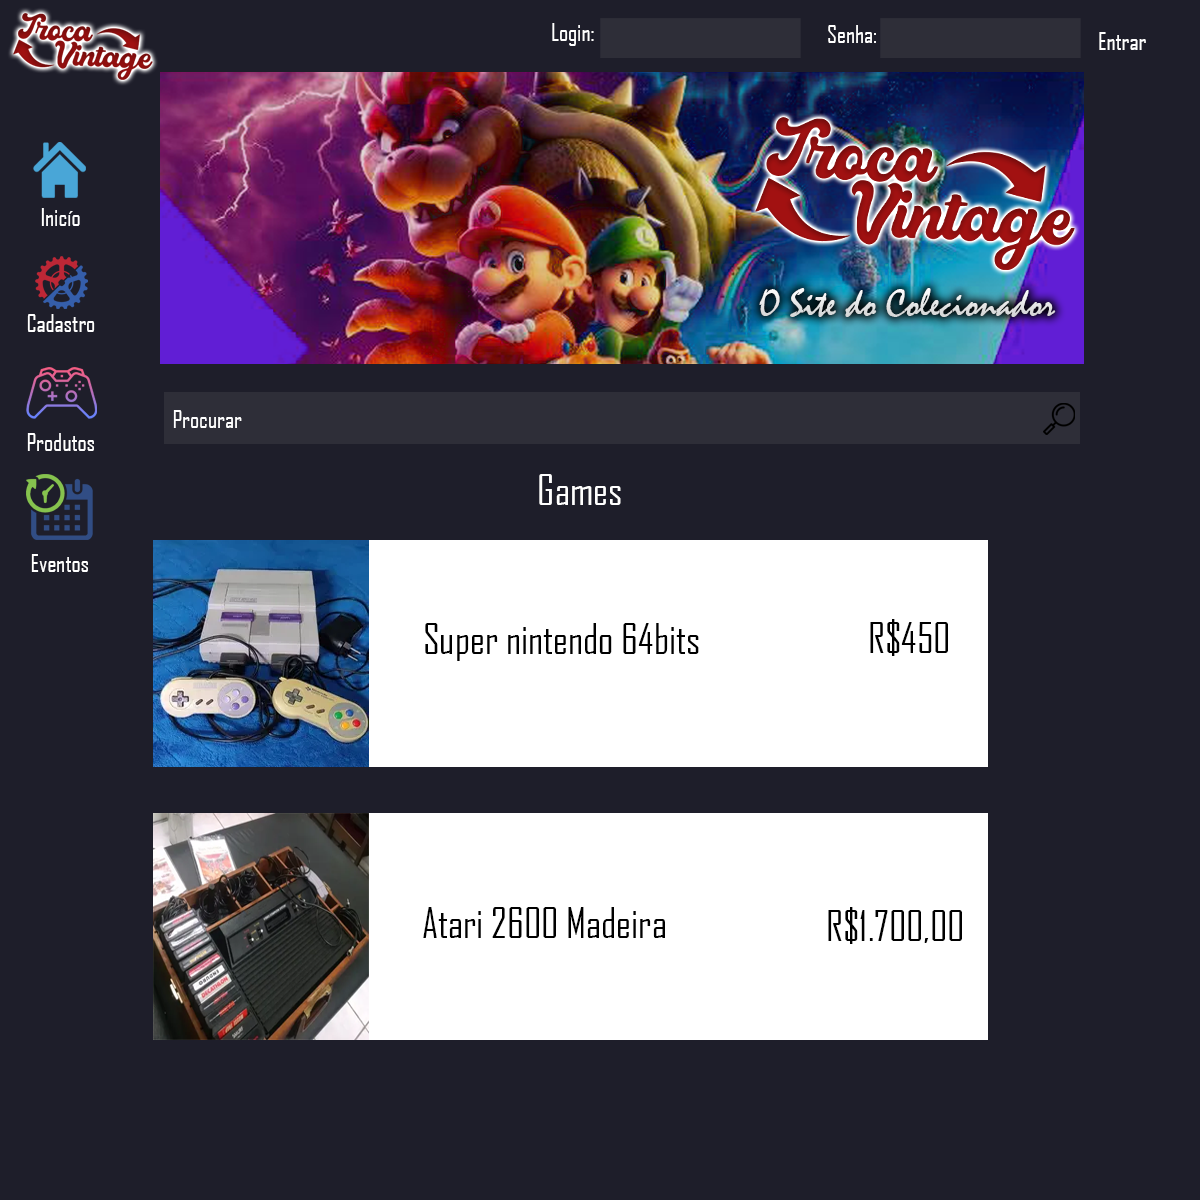 Troca
Vintage
Login:
Senha:
Entrar
Troca
Vintage
O Site do Colecionador
L
Inicío
Cadastro
Produtos
Eventos
Procurar
Games
Super nintendo 64bits
R$450
Atari 2600 Madeira
R$1.700,00
DECATHLON